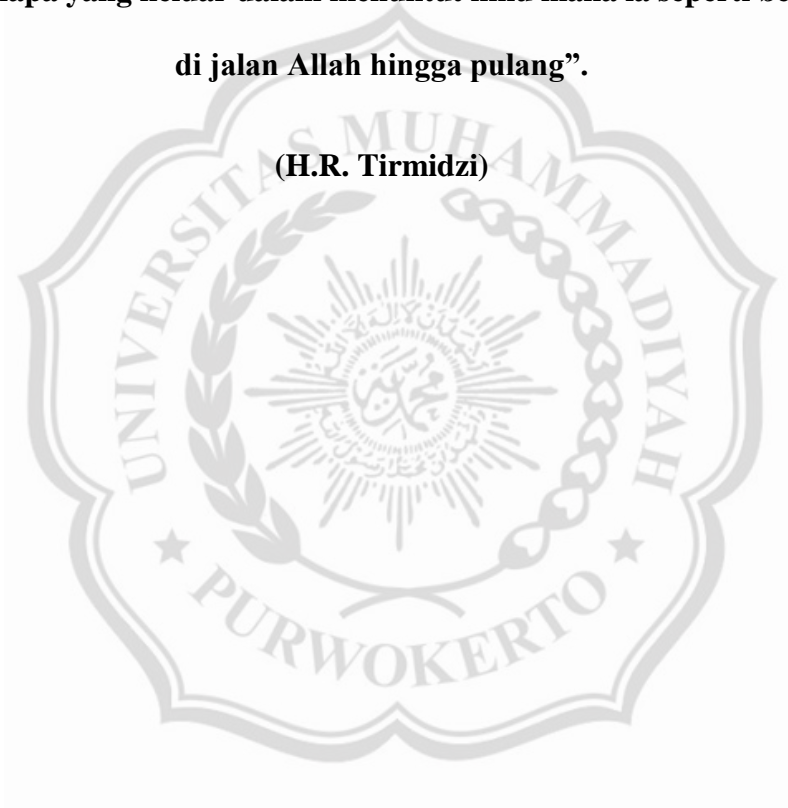 yang keluar dalam menuntut ilmu maka ia seperti
di jalan Allah hingga pulang”.
(H.R. Tirmidzi)
UNIVERSITAS MUHAMMADIYAH
PURWOKERTO